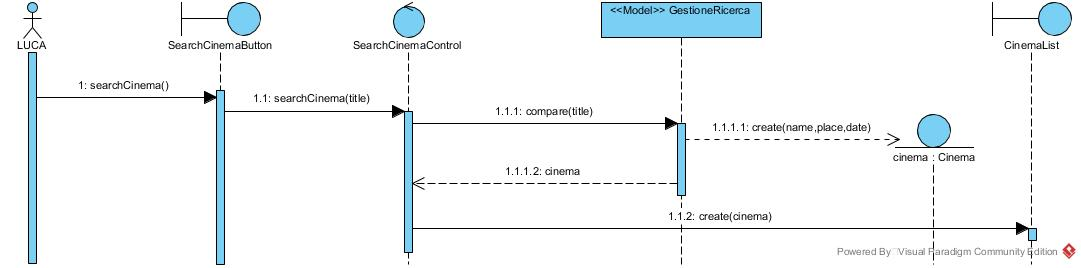 <<Model>> GestioneRicerca
LUCA
SearchCinemaButton
SearchCinemaControl
CinemaList
1: searchCinema()
1.1: searchCinema(title)
1.1.1: compare(title)
1.1.1.1: create(name,place,date)
cinema : Cinema
1.1.1.2: cinema
1.1.2: create(cinema)
Powered By Visual Paradigm Community Edition